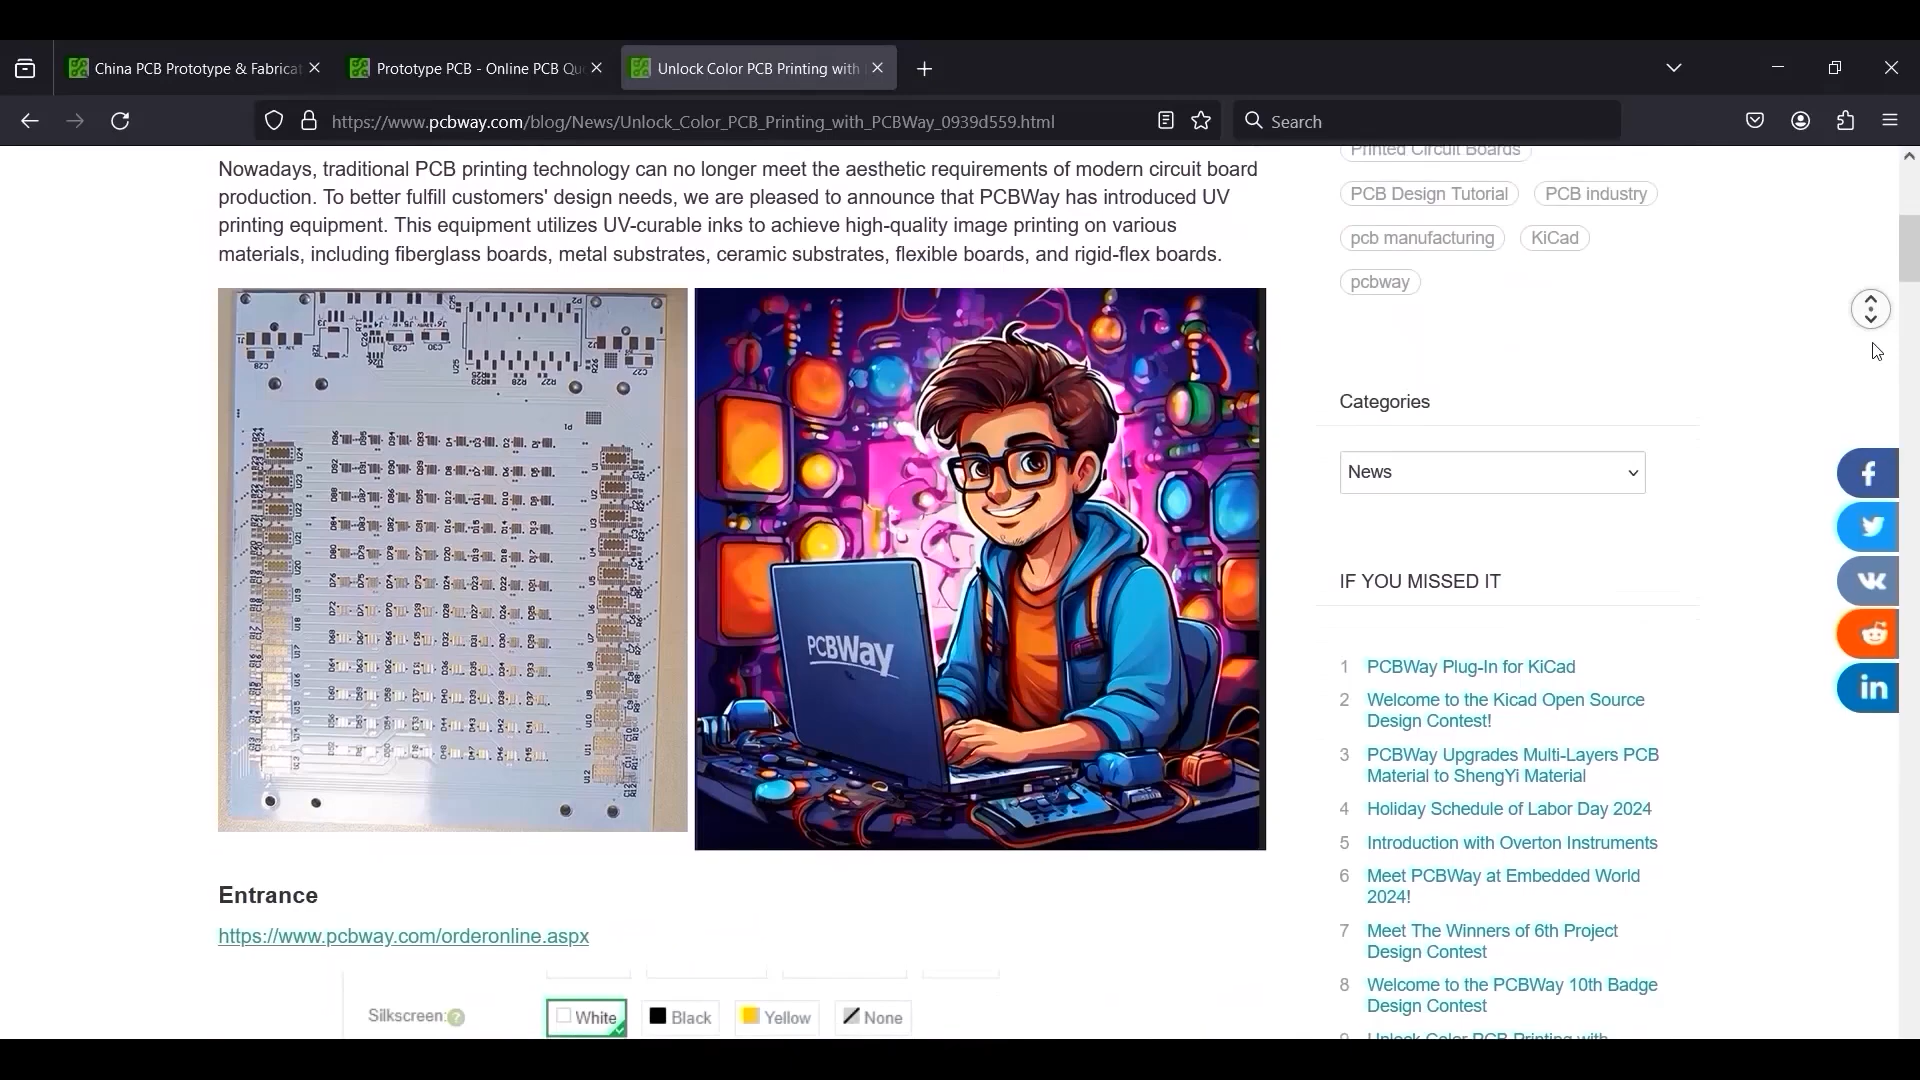 China PCB Prototype & Fabricat
Prototype PCB - Online PCB Qu
Unlock Color PCB Printing with
https://www.pcbway.com/blog/News/Unlock_Color_PCB_Printing_with_PCBWay_0939d559.html
Search
Nowadays, traditional PCB printing technology can no longer meet the aesthetic requirements of modern circuit board
production. To better fulfill customers' design needs, we are pleased to announce that PCBWay has introduced UV
printing equipment. This equipment utilizes UV-curable inks to achieve high-quality image printing on various
materials, including fiberglass boards, metal substrates, ceramic substrates, flexible boards, and rigid-flex boards.
PCBWay
Entrance
https://www.pcbway.com/orderonline.aspx
Silkscreen:
White
Black
Yellow
None
Printed Circuit Boards
PCB Design Tutorial
PCB industry
pcb manufacturing
KiCad
pcbway
Categories
News
IF YOU MISSED IT
1 PCBWay Plug-In for KiCad
2 Welcome to the Kicad Open Source
Design Contest!
3 PCBWay Upgrades Multi-Layers PCB
Material to ShengYi Material
4 Holiday Schedule of Labor Day 2024
5 Introduction with Overton Instruments
6 Meet PCBWay at Embedded World
2024!
7 Meet The Winners of 6th Project
Design Contest
8 Welcome to the PCBWay 10th Badge
Design Contest
9 Unlock Color PCB Printing with